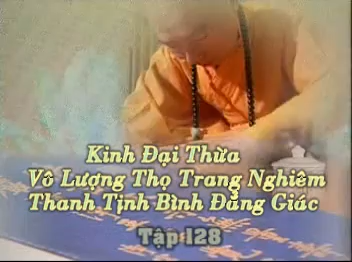 Kinh Đại Thừa
Vô Lượng Thọ Trang Nghiêm
Thanh Tịnh Bình Đẳng Giác
Tập 128